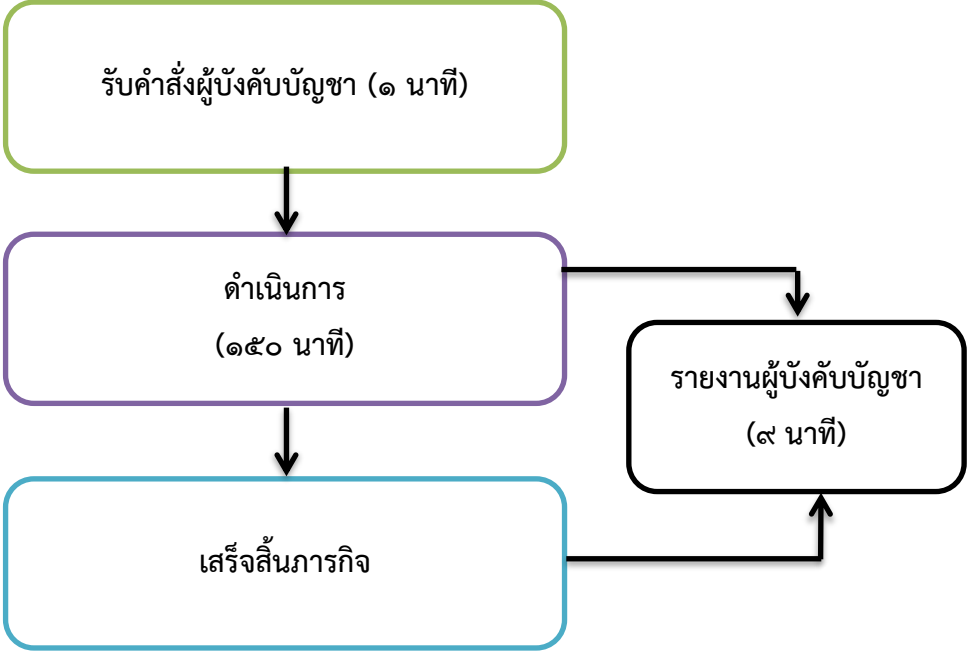 รับคำสั่งผู้บังคับบัญชา (๑ นาที)
ดำเนินการ
(๑๕๐ นาที)
รายงานผู้บังคับบัญชา
(๙ นาที)
เสร็จสิ้นภารกิจ